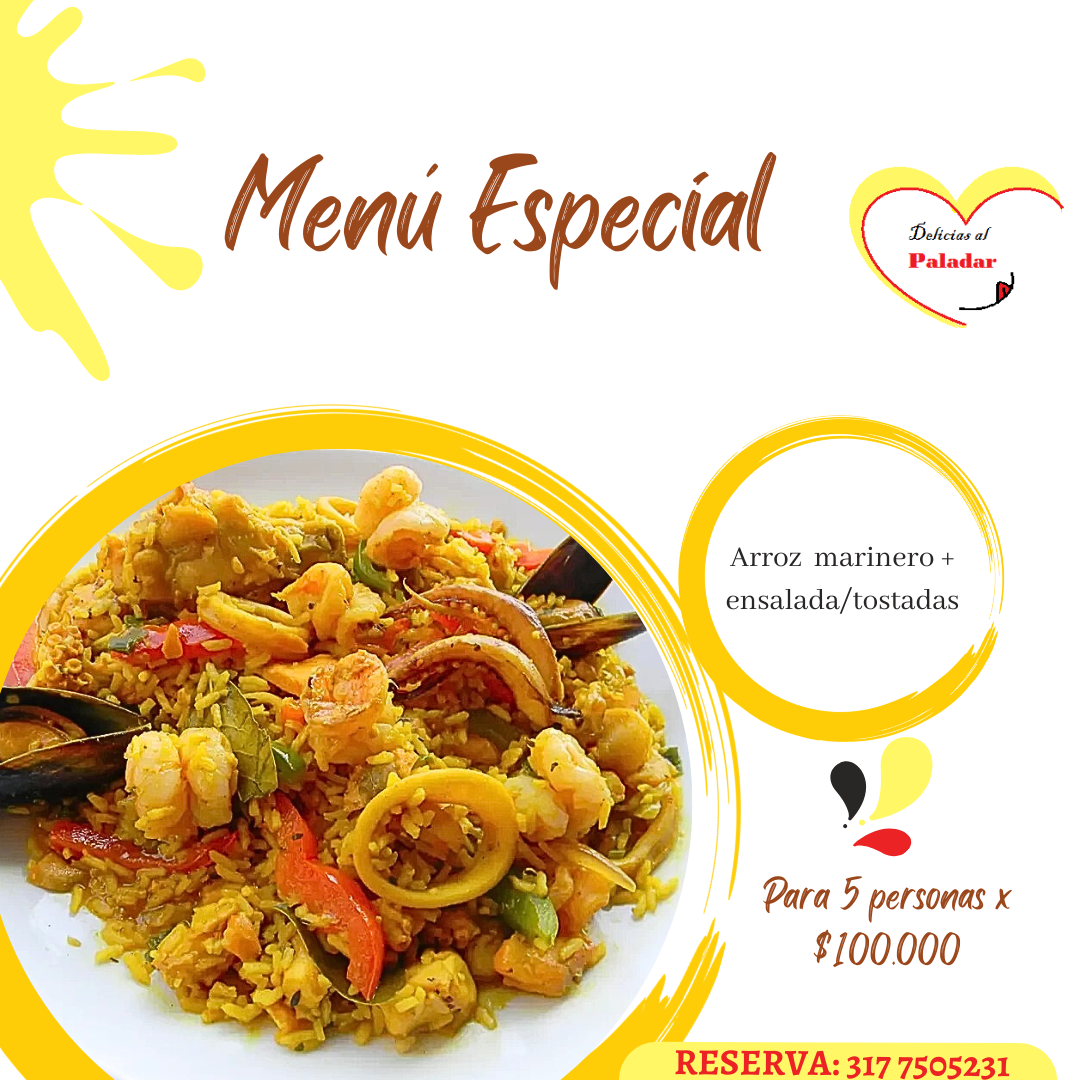 Menú Especial
Delicias al
Paladar
Arroz marinero +
ensalada/tostadas
Para 5 personas x
$100.000
RESERVA: 317 7505231